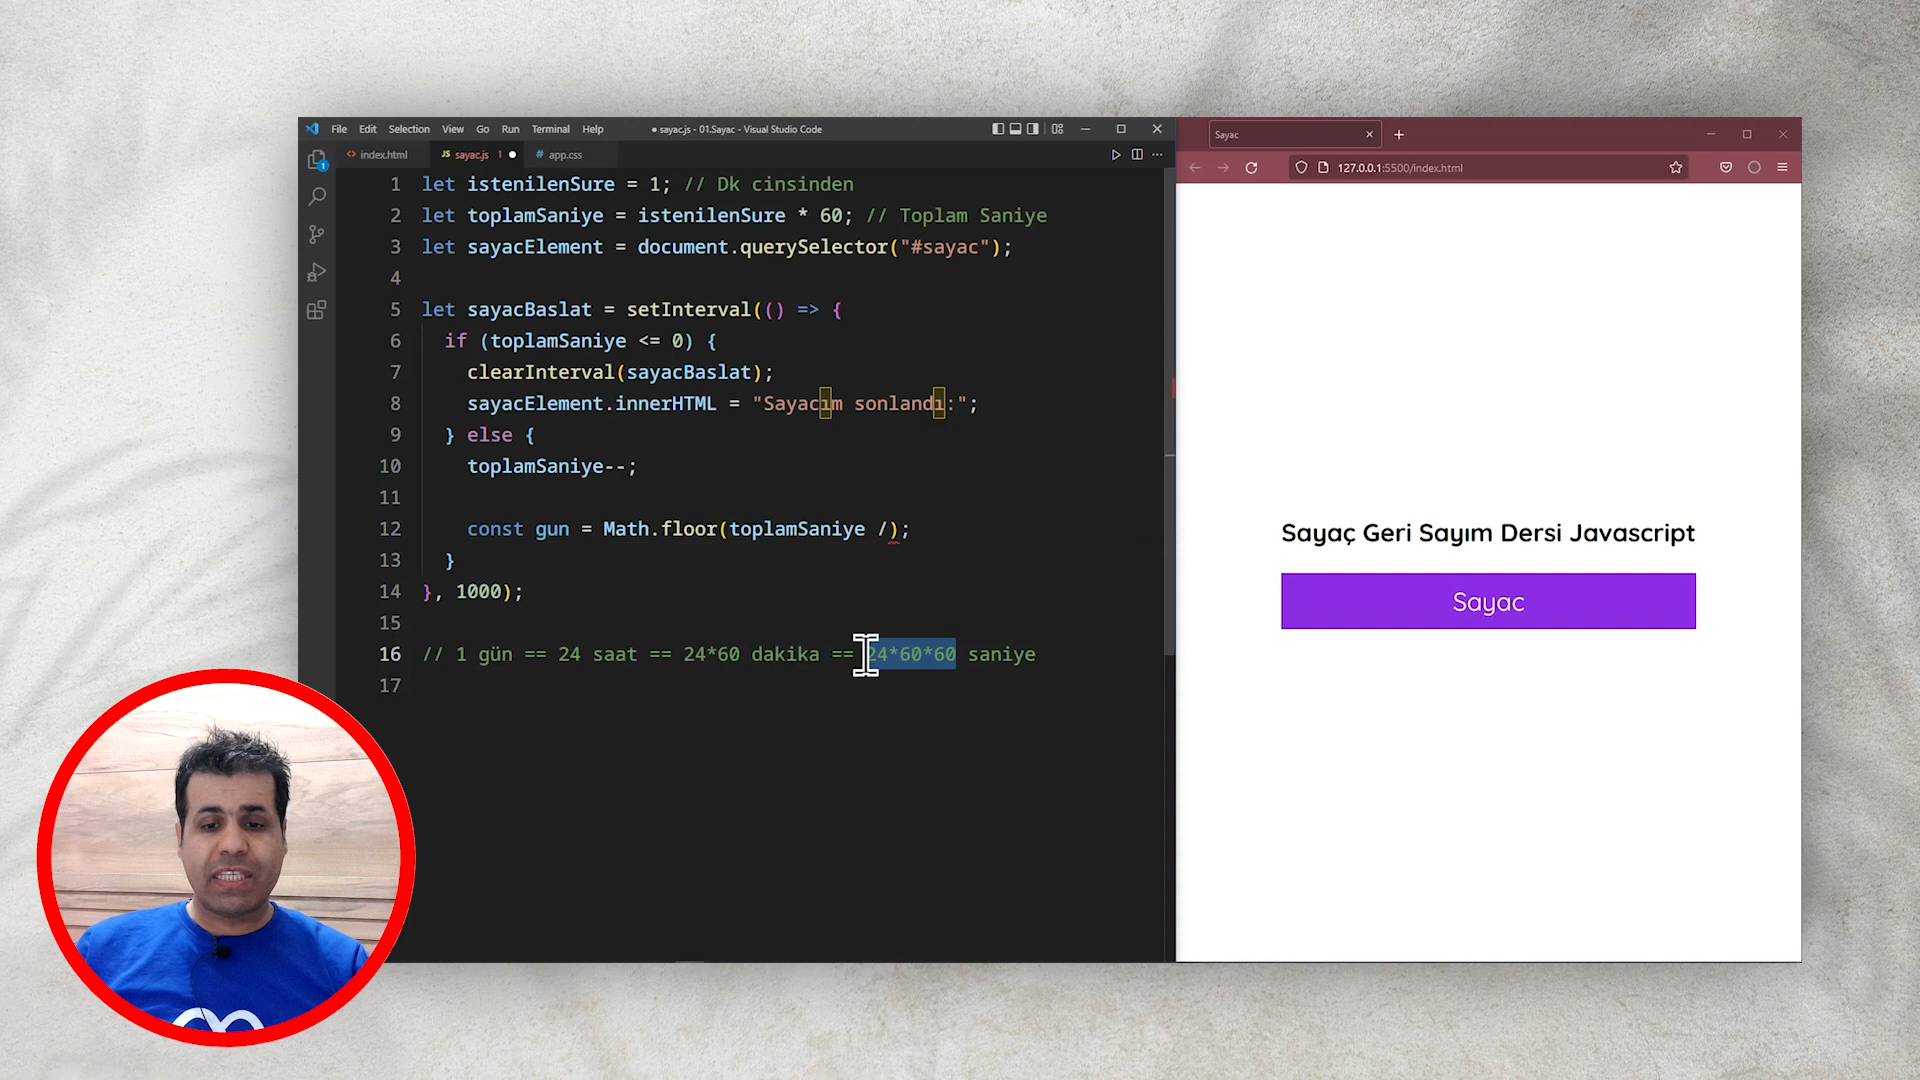 File Edit Selection View Go Run Terminal Help
● sayac.js - 01.Sayac - Visual Studio Code
index.html
JS sayac.js 1 ●
# app.css
1
1 let istenilenSure = 1; // Dk cinsinden
2 let toplamSaniye = istenilenSure * 60; // Toplam Saniye
3 let sayacElement = document.querySelector("#sayac");
4
5 let sayacBaslat = setInterval(() => {
6 if (toplamSaniye <= 0) {
7 clearInterval(sayacBaslat);
8 sayacElement.innerHTML = "Sayacım sonlandı:";
9 } else {
10 toplamSaniye--;
11
12 const gun = Math.floor(toplamSaniye /);
13 }
14 }, 1000);
15
16 // 1 gün == 24 saat == 24*60 dakika == 24*60*60 saniye
17
Sayac
127.0.0.1:5500/index.html
Sayaç Geri Sayım Dersi Javascript
Sayac